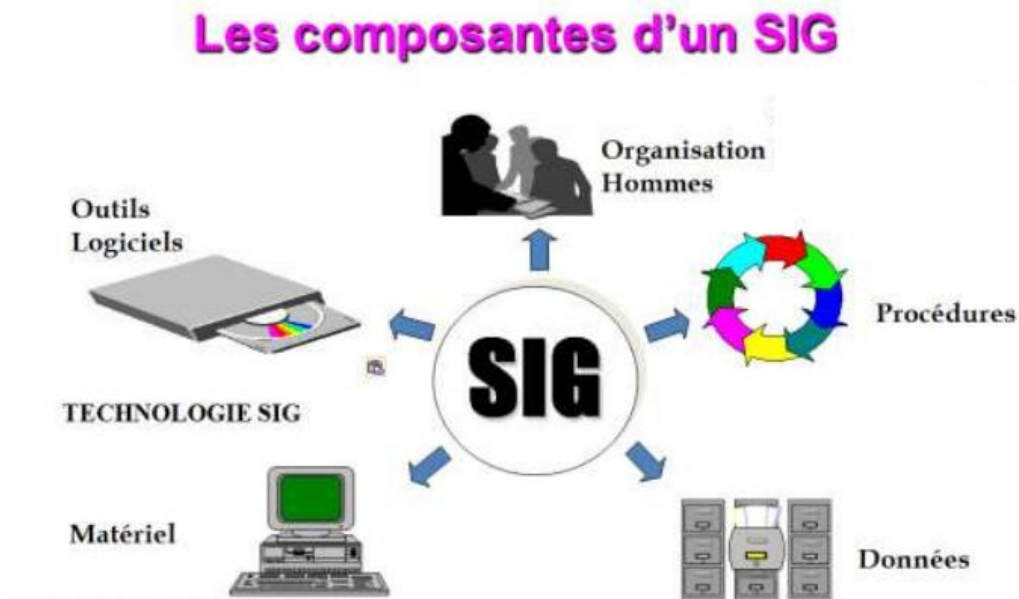 Les composantes d'un SIG
Organisation
Hommes
Outils
Logiciels
Procédures
SIG
TECHNOLOGIE SIG
Matériel
Données